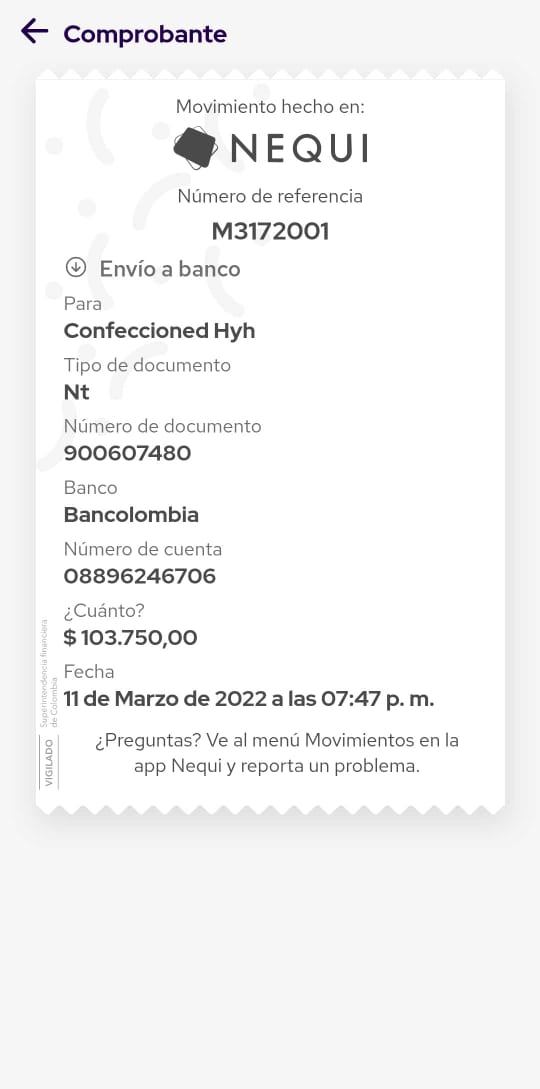 Comprobante
Movimiento hecho en:
NEQUI
Número de referencia
M3172001
Envío a banco
Para
Confeccioned Hyh
Tipo de documento
Nt
Número de documento
900607480
Banco
Bancolombia
Número de cuenta
08896246706
¿Cuánto?
$ 103.750,00
Fecha
11 de Marzo de 2022 a las 07:47 p. m.
¿Preguntas? Ve al menú Movimientos en la
app Nequi y reporta un problema.
VIGILADO
Superintendencia financiera
de Colombia